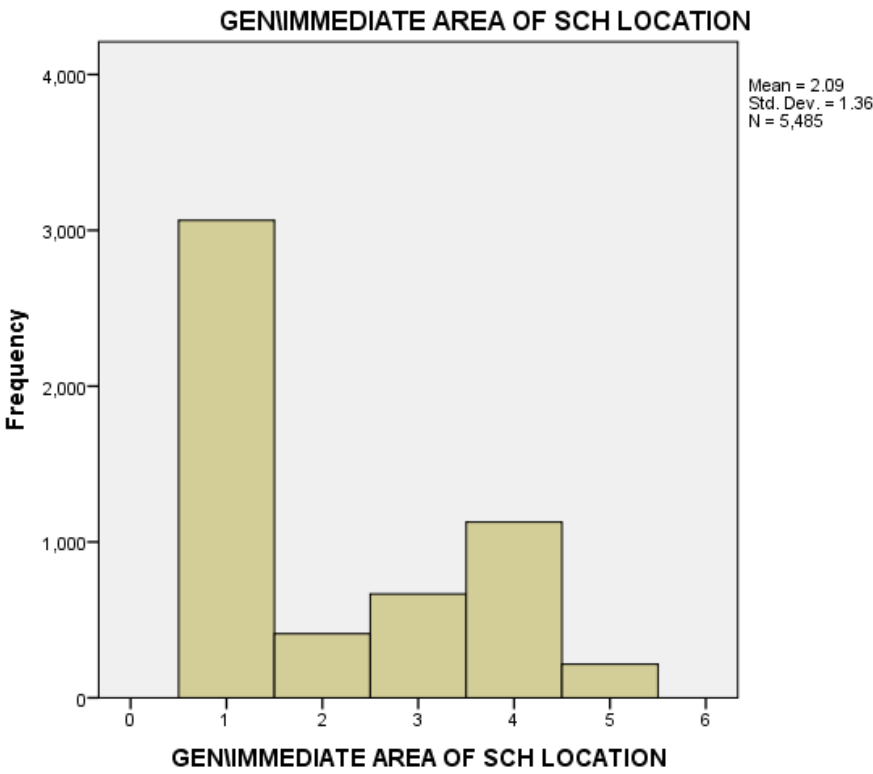 GEN\IMMEDIATE AREA OF SCH LOCATION
Mean = 2.09
Std. Dev. = 1.36
N = 5,485
Frequency
4,000
3,000
2,000
1,000
0
0 1 2 3 4 5 6
GEN\IMMEDIATE AREA OF SCH LOCATION